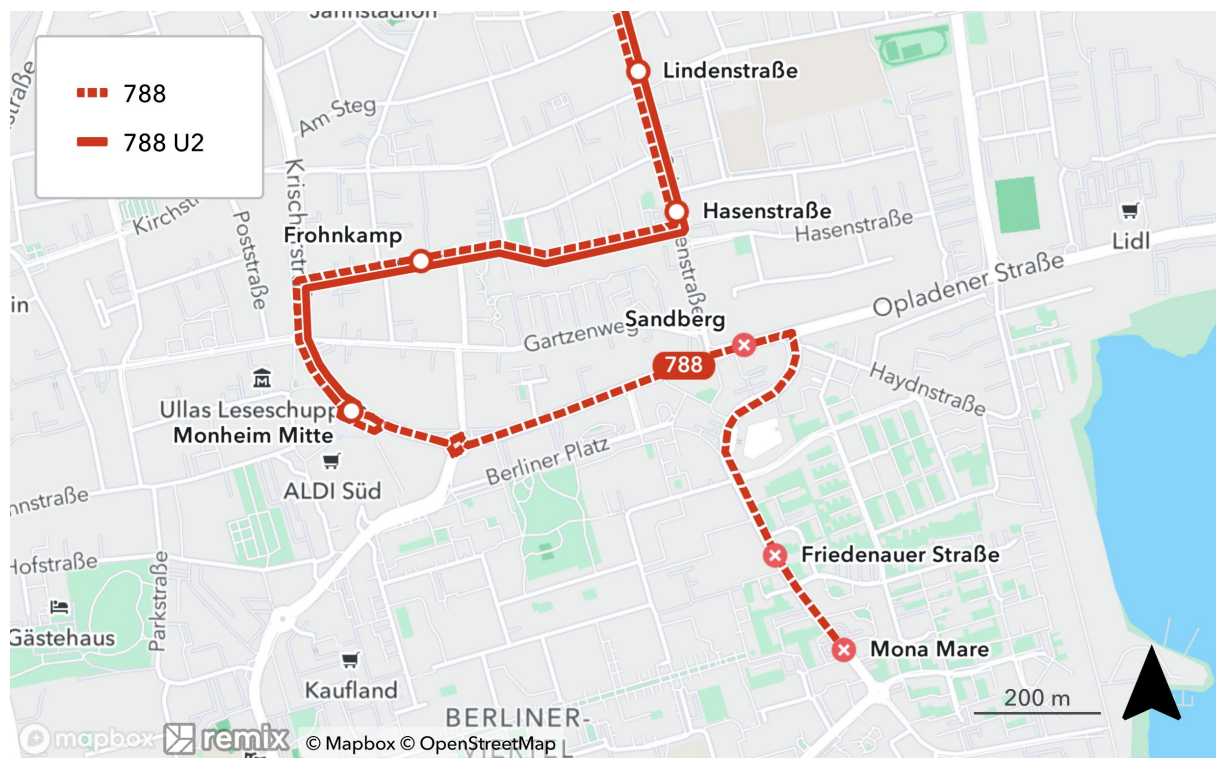 Jahnstadion
788
788 U2
Lindenstraße
Am Steg
Krischerstr
Kirchstr
Poststraße
Frohnkamp
Hasenstraße
Hasenstraße
Lidl
Opladener Straße
Sandberg
Gartzenweg
788
Haydnstraße
Ullas Leseschupp
Monheim Mitte
Berliner Platz
ALDI Süd
nnstraße
Hofstraße
Parkstraße
Friedenauer Straße
Gästehaus
Mona Mare
Kaufland
200 m
BERLINER-
VIERTEL
mapbox
remix
© Mapbox © OpenStreetMap